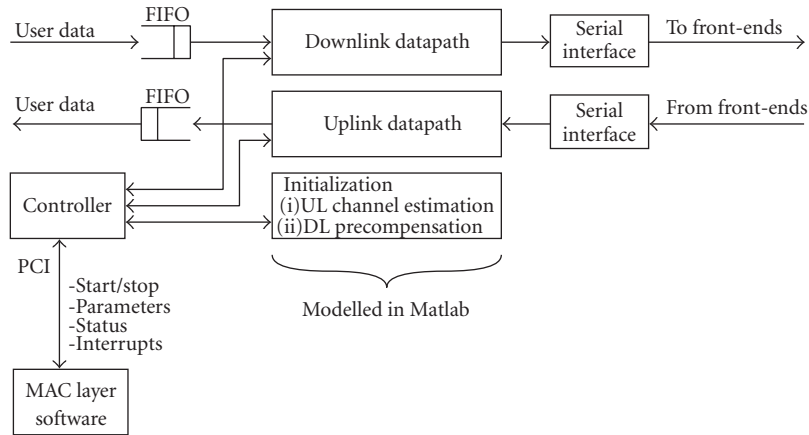 User data
FIFO
Downlink datapath
Serial
interface
To front-ends
User data
FIFO
Uplink datapath
Serial
interface
From front-ends
Controller
Initialization
(i)UL channel estimation
(ii)DL precompensation
PCI
-Start/stop
-Parameters
-Status
-Interrupts
Modelled in Matlab
MAC layer
software